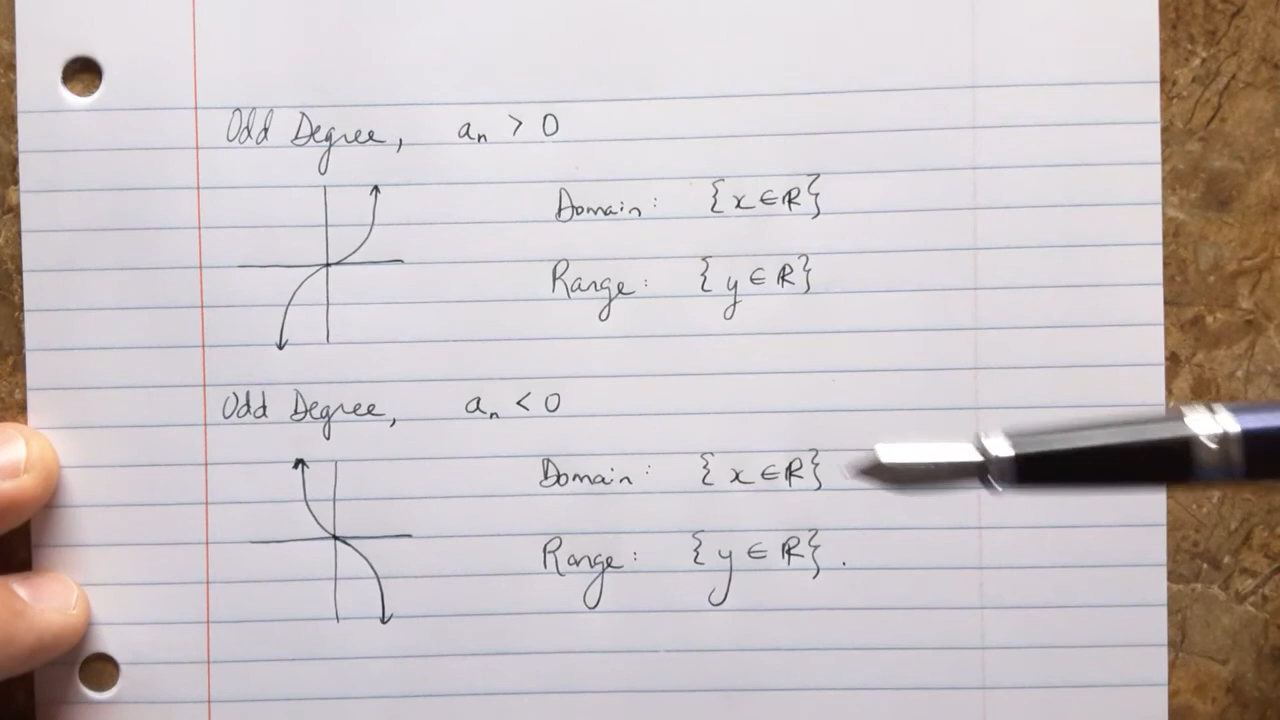 Odd Degree, aₙ > 0
Domain: {x ∈ ℝ}
Range: {y ∈ ℝ}
Odd Degree, aₙ < 0
Domain: {x ∈ ℝ}
Range: {y ∈ ℝ}.